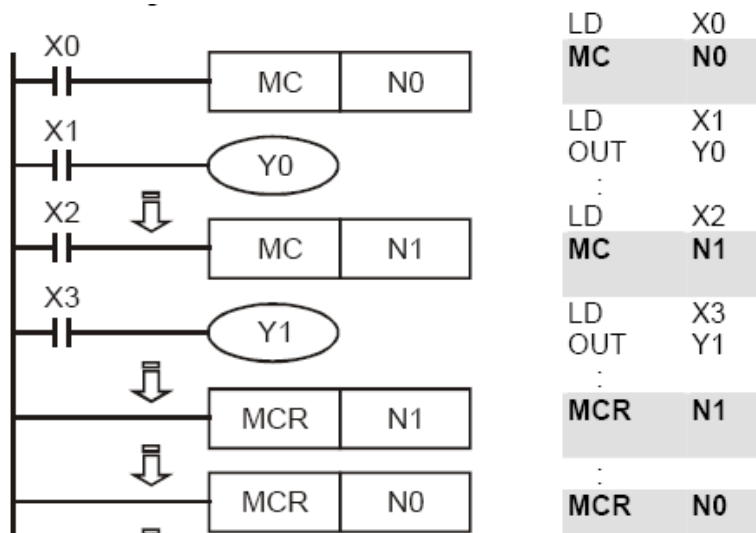 X0
MC N0
X1
Y0
X2
MC N1
X3
Y1
MCR N1
MCR N0
LD X0
MC N0
LD X1
OUT Y0
:
LD X2
MC N1
LD X3
OUT Y1
:
MCR N1
:
MCR N0